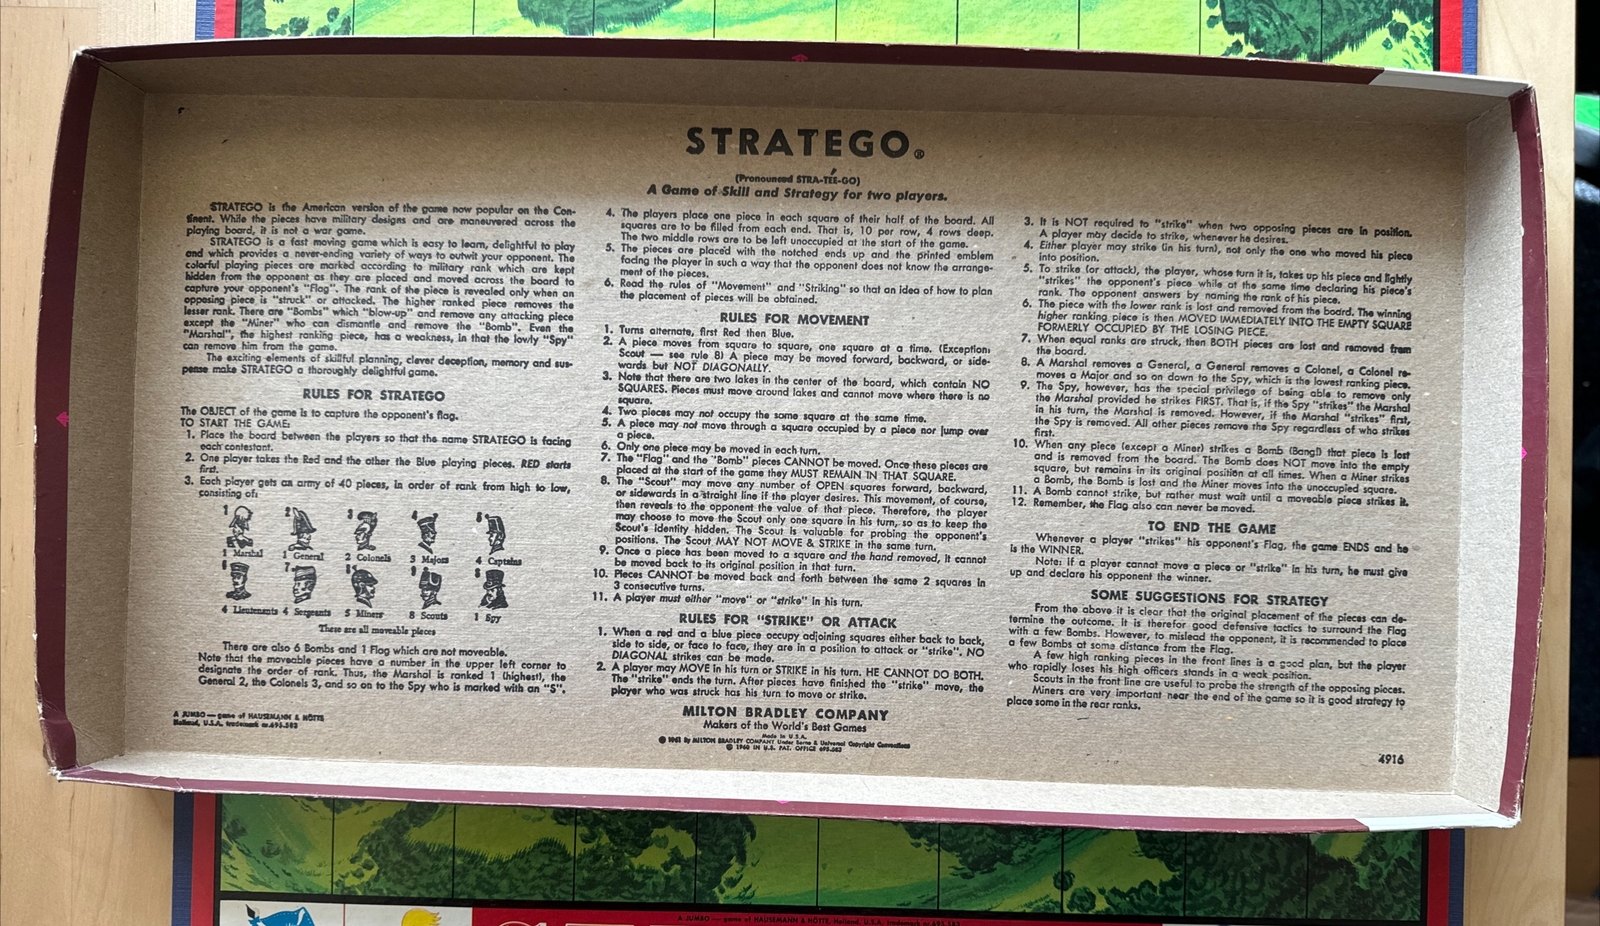 STRATEGO®
(Pronounced STRA-TEE-GO)
A Game of Skill and Strategy for two players.
STRATEGO is the American version of the game now popular on the Con-
tinent. While the pieces have military designs and are maneuvered across the
playing board, it is not a war game.
STRATEGO is a fast moving game which is easy to learn, delightful to play
and which provides a never-ending variety of ways to outwit your opponent. The
colorful playing pieces are marked according to military rank which are kept
hidden from the opponent as they are placed and moved across the board to
capture your opponent's "Flag". The rank of the piece is revealed only when an
opposing piece is "struck" or attacked. The higher ranked piece removes the
lesser rank. There are "Bombs" which "blow-up" and remove any attacking piece
except the "Miner" who can dismantle and remove the "Bomb". Even the
"Marshal", the highest ranking piece, has a weakness, in that the lowly "Spy"
can remove him from the game.
The exciting elements of skillful planning, clever deception, memory and sus-
pense make STRATEGO a thoroughly delightful game.
RULES FOR STRATEGO
The OBJECT of the game is to capture the opponent's flag.
TO START THE GAME:
1. Place the board between the players so that the name STRATEGO is facing
each contestant.
2. One player takes the Red and the other the Blue playing pieces. RED starts
first.
3. Each player gets an army of 40 pieces, in order of rank from high to low,
consisting of:
1 2 3 4 5
1 Marshal 1 General 2 Colonels 3 Majors 4 Captains
6 7 8 9 S
4 Lieutenants 4 Sergeants 5 Miners 8 Scouts 1 Spy
These are all moveable pieces
There are also 6 Bombs and 1 Flag which are not moveable.
Note that the moveable pieces have a number in the upper left corner to
designate the order of rank. Thus, the Marshal is ranked 1 (highest), the
General 2, the Colonels 3, and so on to the Spy who is marked with an "S".
A JUMBO — game of HAUSEMANN & HÖTTE
Holland, U.S.A. trademark nr. 695.583
4. The players place one piece in each square of their half of the board. All
squares are to be filled from each end. That is, 10 per row, 4 rows deep.
The two middle rows are to be left unoccupied at the start of the game.
5. The pieces are placed with the notched ends up and the printed emblem
facing the player in such a way that the opponent does not know the arrange-
ment of the pieces.
6. Read the rules of "Movement" and "Striking" so that an idea of how to plan
the placement of pieces will be obtained.
RULES FOR MOVEMENT
1. Turns alternate, first Red then Blue.
2. A piece moves from square to square, one square at a time. (Exception:
Scout — see rule 8) A piece may be moved forward, backward, or side-
wards but NOT DIAGONALLY.
3. Note that there are two lakes in the center of the board, which contain NO
SQUARES. Pieces must move around lakes and cannot move where there is no
square.
4. Two pieces may not occupy the same square at the same time.
5. A piece may not move through a square occupied by a piece nor jump over
a piece.
6. Only one piece may be moved in each turn.
7. The "Flag" and the "Bomb" pieces CANNOT be moved. Once these pieces are
placed at the start of the game they MUST REMAIN IN THAT SQUARE.
8. The "Scout" may move any number of OPEN squares forward, backward,
or sidewards in a straight line if the player desires. This movement, of course,
then reveals to the opponent the value of that piece. Therefore, the player
may choose to move the Scout only one square in his turn, so as to keep the
Scout's identity hidden. The Scout is valuable for probing the opponent's
positions. The Scout MAY NOT MOVE & STRIKE in the same turn.
9. Once a piece has been moved to a square and the hand removed, it cannot
be moved back to its original position in that turn.
10. Pieces CANNOT be moved back and forth between the same 2 squares in
3 consecutive turns.
11. A player must either "move" or "strike" in his turn.
RULES FOR "STRIKE" OR ATTACK
1. When a red and a blue piece occupy adjoining squares either back to back,
side to side, or face to face, they are in a position to attack or "strike". NO
DIAGONAL strikes can be made.
2. A player may MOVE in his turn or STRIKE in his turn. HE CANNOT DO BOTH.
The "strike" ends the turn. After pieces have finished the "strike" move, the
player who was struck has his turn to move or strike.
MILTON BRADLEY COMPANY
Makers of the World's Best Games
Made in U.S.A.
© 1961 By MILTON BRADLEY COMPANY Under Berne & Universal Copyright Conventions
® 1960 IN U.S. PAT. OFFICE 695.583
3. It is NOT required to "strike" when two opposing pieces are in position.
A player may decide to strike, whenever he desires.
4. Either player may strike (in his turn), not only the one who moved his piece
into position.
5. To strike (or attack), the player, whose turn it is, takes up his piece and lightly
"strikes" the opponent's piece while at the same time declaring his piece's
rank. The opponent answers by naming the rank of his piece.
6. The piece with the lower rank is lost and removed from the board. The winning
higher ranking piece is then MOVED IMMEDIATELY INTO THE EMPTY SQUARE
FORMERLY OCCUPIED BY THE LOSING PIECE.
7. When equal ranks are struck, then BOTH pieces are lost and removed from
the board.
8. A Marshal removes a General, a General removes a Colonel, a Colonel re-
moves a Major and so on down to the Spy, which is the lowest ranking piece.
9. The Spy, however, has the special privilege of being able to remove only
the Marshal provided he strikes FIRST. That is, if the Spy "strikes" the Marshal
in his turn, the Marshal is removed. However, if the Marshal "strikes" first,
the Spy is removed. All other pieces remove the Spy regardless of who strikes
first.
10. When any piece (except a Miner) strikes a Bomb (Bang!) that piece is lost
and is removed from the board. The Bomb does NOT move into the empty
square, but remains in its original position at all times. When a Miner strikes
a Bomb, the Bomb is lost and the Miner moves into the unoccupied square.
11. A Bomb cannot strike, but rather must wait until a moveable piece strikes it.
12. Remember, the Flag also can never be moved.
TO END THE GAME
Whenever a player "strikes" his opponent's Flag, the game ENDS and he
is the WINNER.
Note: If a player cannot move a piece or "strike" in his turn, he must give
up and declare his opponent the winner.
SOME SUGGESTIONS FOR STRATEGY
From the above it is clear that the original placement of the pieces can de-
termine the outcome. It is therefor good defensive tactics to surround the Flag
with a few Bombs. However, to mislead the opponent, it is recommended to place
a few Bombs at some distance from the Flag.
A few high ranking pieces in the front lines is a good plan, but the player
who rapidly loses his high officers stands in a weak position.
Scouts in the front line are useful to probe the strength of the opposing pieces.
Miners are very important near the end of the game so it is good strategy to
place some in the rear ranks.
4916
A JUMBO — game of HAUSEMANN & HÖTTE, Holland, U.S.A. trademark nr 695.583